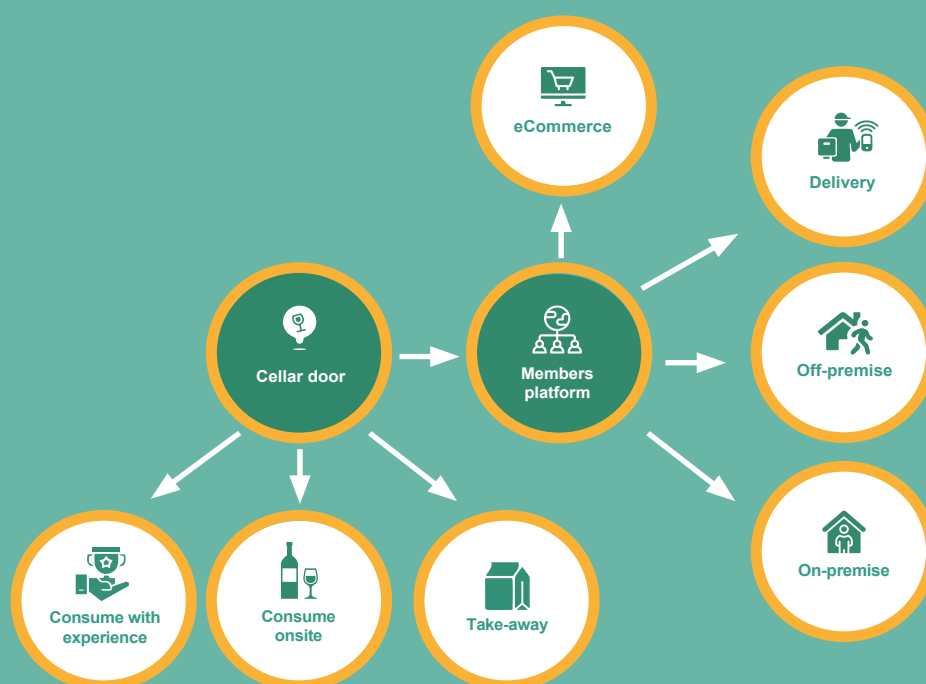 eCommerce
Delivery
Cellar door
Members
platform
Off-premise
On-premise
Consume with
experience
Consume
onsite
Take-away